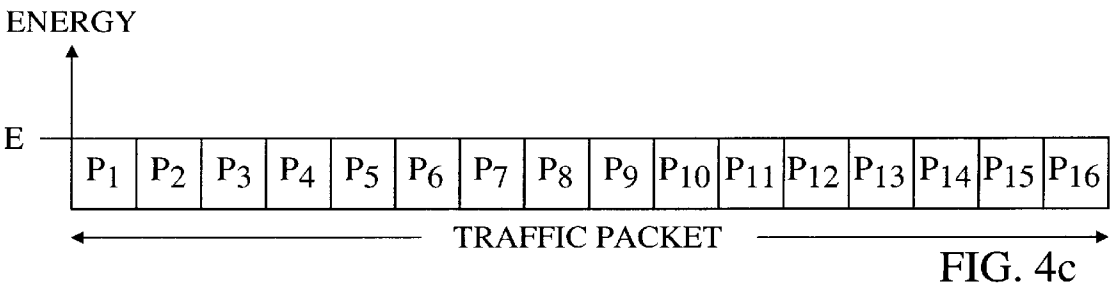 ENERGY
E
P1 P2 P3 P4 P5 P6 P7 P8 P9 P10 P11 P12 P13 P14 P15 P16
TRAFFIC PACKET
FIG. 4c